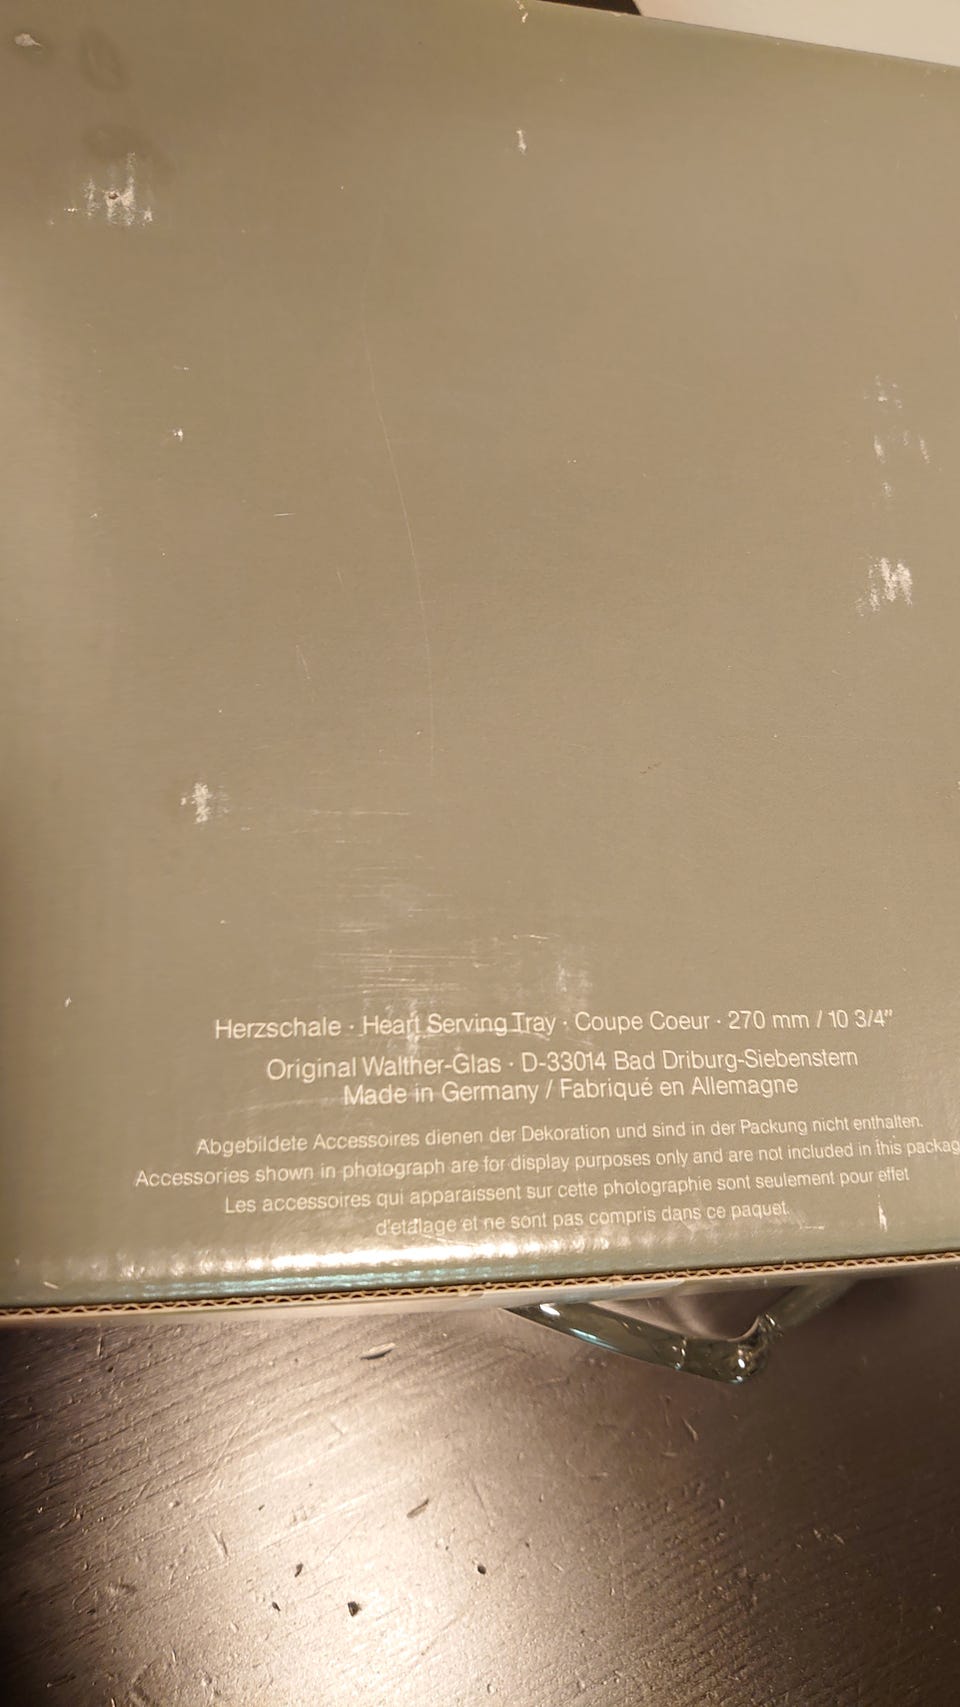 Herzschale · Heart Serving Tray · Coupe Coeur · 270 mm / 10 3/4"
Original Walther-Glas · D-33014 Bad Driburg-Siebenstern
Made in Germany / Fabriqué en Allemagne
Abgebildete Accessoires dienen der Dekoration und sind in der Packung nicht enthalten.
Accessories shown in photograph are for display purposes only and are not included in this packag
Les accessoires qui apparaissent sur cette photographie sont seulement pour effet
d'etalage et ne sont pas compris dans ce paquet.